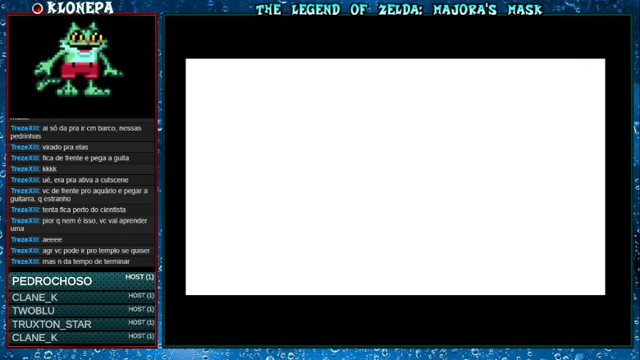 KLONEPA
THE LEGEND OF ZELDA: MAJORA'S MASK
TrezeXIII: ai só da pra ir cm barco, nessas
pedrinhas
TrezeXIII: virado pra elas
TrezeXIII: fica de frente e pega a guita
TrezeXIII: kkkk
TrezeXIII: ué, era pra ativa a cutscene
TrezeXIII: vc de frente pro aquário e pegar a
guitarra. q estranho
TrezeXIII: tenta fica perto do cientista
TrezeXIII: pior q nem é isso, vc vai aprender
uma
TrezeXIII: aeeee
TrezeXIII: agr vc pode ir pro templo se quiser
TrezeXIII: mas n da tempo de terminar
PEDROCHOSO HOST (1)
CLANE_K HOST (1)
TWOBLU HOST (1)
TRUXTON_STAR HOST (1)
CLANE_K HOST (1)